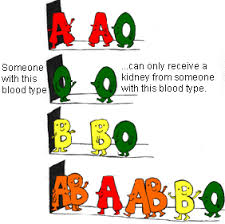 A A O
Someone with this blood type
...can only receive a kidney from someone with this blood type.
O O
B B O
AB A AB B O